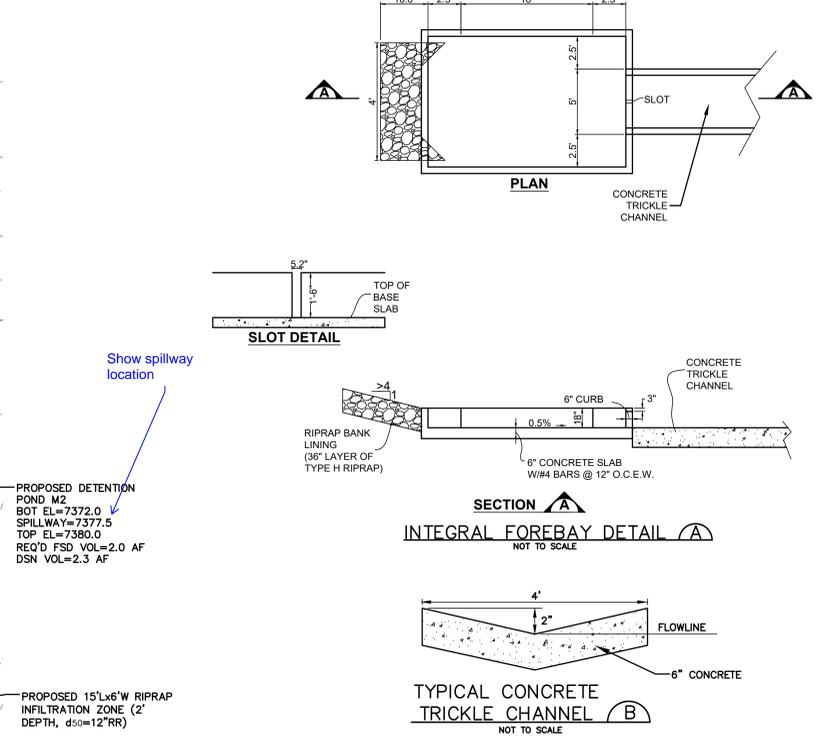 10.0'
2.5'
10'
2.5'
2.5'
A
4'
5'
SLOT
A
2.5'
PLAN
CONCRETE
TRICKLE
CHANNEL
5.2"
1'-6"
TOP OF
BASE
SLAB
SLOT DETAIL
Show spillway
location
CONCRETE
TRICKLE
CHANNEL
>4
1
6" CURB
3"
18"
0.5%
RIPRAP BANK
LINING
(36" LAYER OF
TYPE H RIPRAP)
6" CONCRETE SLAB
W/#4 BARS @ 12" O.C.E.W.
SECTION A
INTEGRAL FOREBAY DETAIL A
NOT TO SCALE
PROPOSED DETENTION
POND M2
BOT EL=7372.0
SPILLWAY=7377.5
TOP EL=7380.0
REQ'D FSD VOL=2.0 AF
DSN VOL=2.3 AF
4'
2"
FLOWLINE
6" CONCRETE
TYPICAL CONCRETE
TRICKLE CHANNEL B
NOT TO SCALE
PROPOSED 15'Lx6'W RIPRAP
INFILTRATION ZONE (2'
DEPTH, d50=12"RR)